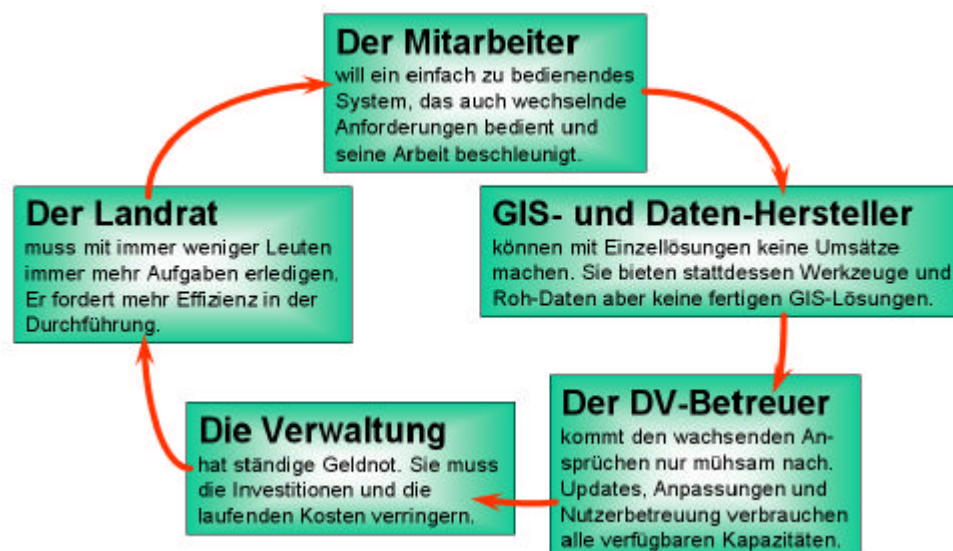 Der Mitarbeiter
will ein einfach zu bedienendes
System, das auch wechselnde
Anforderungen bedient und
seine Arbeit beschleunigt.
GIS- und Daten-Hersteller
können mit Einzellösungen keine Umsätze
machen. Sie bieten stattdessen Werkzeuge und
Roh-Daten aber keine fertigen GIS-Lösungen.
Der DV-Betreuer
kommt den wachsenden An-
sprüchen nur mühsam nach.
Updates, Anpassungen und
Nutzerbetreuung verbrauchen
alle verfügbaren Kapazitäten.
Die Verwaltung
hat ständige Geldnot. Sie muss
die Investitionen und die
laufenden Kosten verringern.
Der Landrat
muss mit immer weniger Leuten
immer mehr Aufgaben erledigen.
Er fordert mehr Effizienz in der
Durchführung.